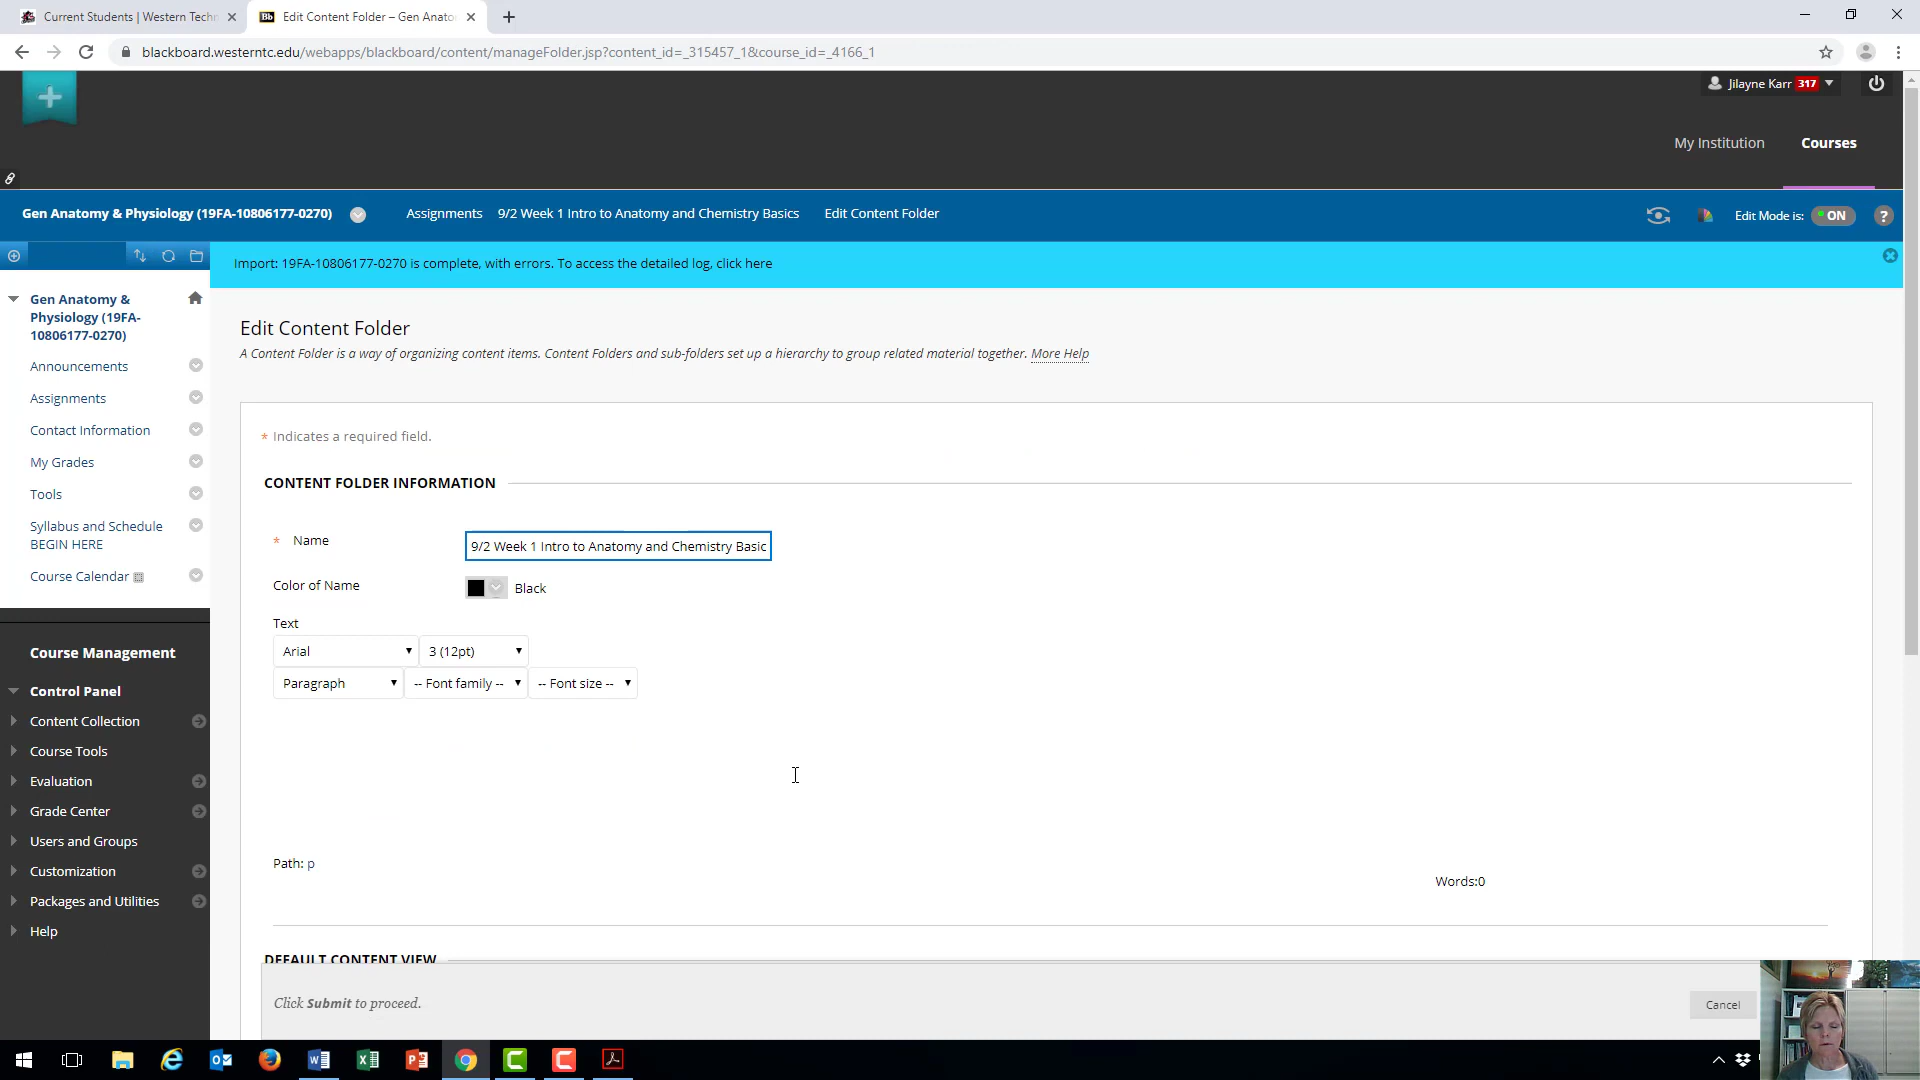 Current Students | Western Techn
Edit Content Folder – Gen Anato
blackboard.westerntc.edu/webapps/blackboard/content/manageFolder.jsp?content_id=_315457_1&course_id=_4166_1
Jilayne Karr 317
My Institution
Courses
Gen Anatomy & Physiology (19FA-10806177-0270)
Assignments
9/2 Week 1 Intro to Anatomy and Chemistry Basics
Edit Content Folder
Edit Mode is: ON ?
Import: 19FA-10806177-0270 is complete, with errors. To access the detailed log, click here
Gen Anatomy &
Physiology (19FA-
10806177-0270)
Announcements
Assignments
Contact Information
My Grades
Tools
Syllabus and Schedule
BEGIN HERE
Course Calendar
Course Management
Control Panel
Content Collection
Course Tools
Evaluation
Grade Center
Users and Groups
Customization
Packages and Utilities
Help
Edit Content Folder
A Content Folder is a way of organizing content items. Content Folders and sub-folders set up a hierarchy to group related material together. More Help
* Indicates a required field.
CONTENT FOLDER INFORMATION
* Name
9/2 Week 1 Intro to Anatomy and Chemistry Basic
Color of Name
Black
Text
Arial
3 (12pt)
Paragraph
-- Font family --
-- Font size --
Path: p
Words:0
DEFAULT CONTENT VIEW
Click Submit to proceed.
Cancel